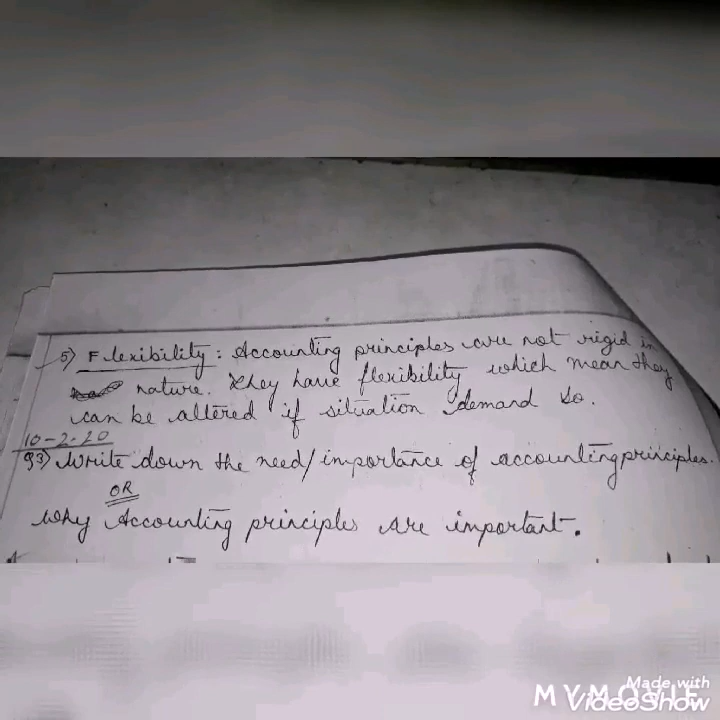 5) Flexibility: Accounting principles are not rigid in
nature. They have flexibility which mean they
can be altered if situation demand so.
10-2-20
Q3) Write down the need/importance of accounting principles.
OR
Why Accounting principles are important.
Made with
MYMOVIE
VideoShow